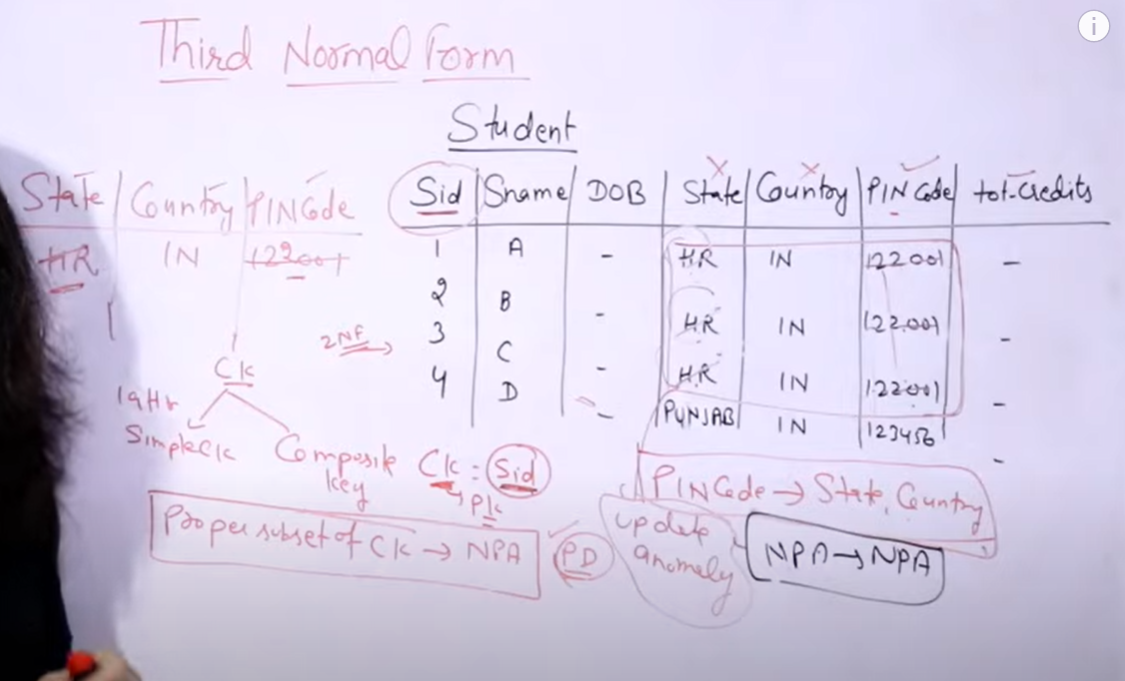 Third Normal Form
Student
State Country PINCode
HR IN 122001
Sid Sname DOB State Country PIN Code tot-Credits
1 A - HR IN 122001 -
2 B - HR IN 122001 -
3 C - HR IN 122001 -
4 D - PUNJAB IN 123456 -
2NF
Ck
Simple Ck
Composite key
Ck : Sid
Pk
PINCode → State, Country
Proper subset of CK → NPA
PD
update anomely
NPA → NPA